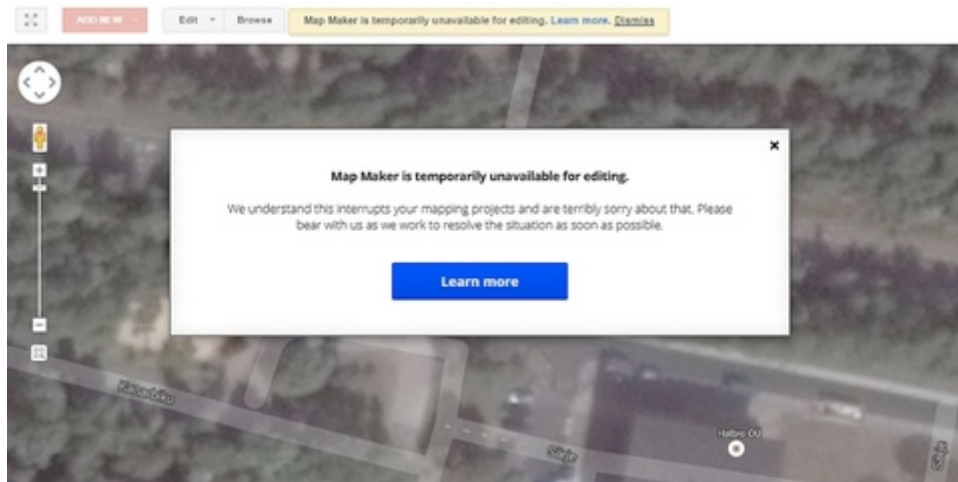 ADD NEW Edit Browse Map Maker is temporarily unavailable for editing. Learn more. Dismiss
Map Maker is temporarily unavailable for editing.
We understand this interrupts your mapping projects and are terribly sorry about that. Please
bear with us as we work to resolve the situation as soon as possible.
Learn more
Halbro OÜ